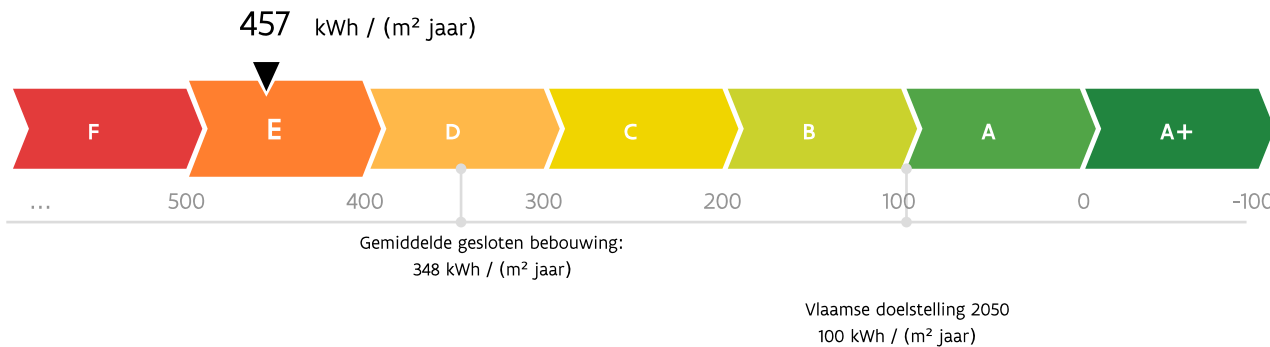 457 kWh / (m² jaar)
F E D C B A A+
... 500 400 300 200 100 0 -100
Gemiddelde gesloten bebouwing:
348 kWh / (m² jaar)
Vlaamse doelstelling 2050
100 kWh / (m² jaar)